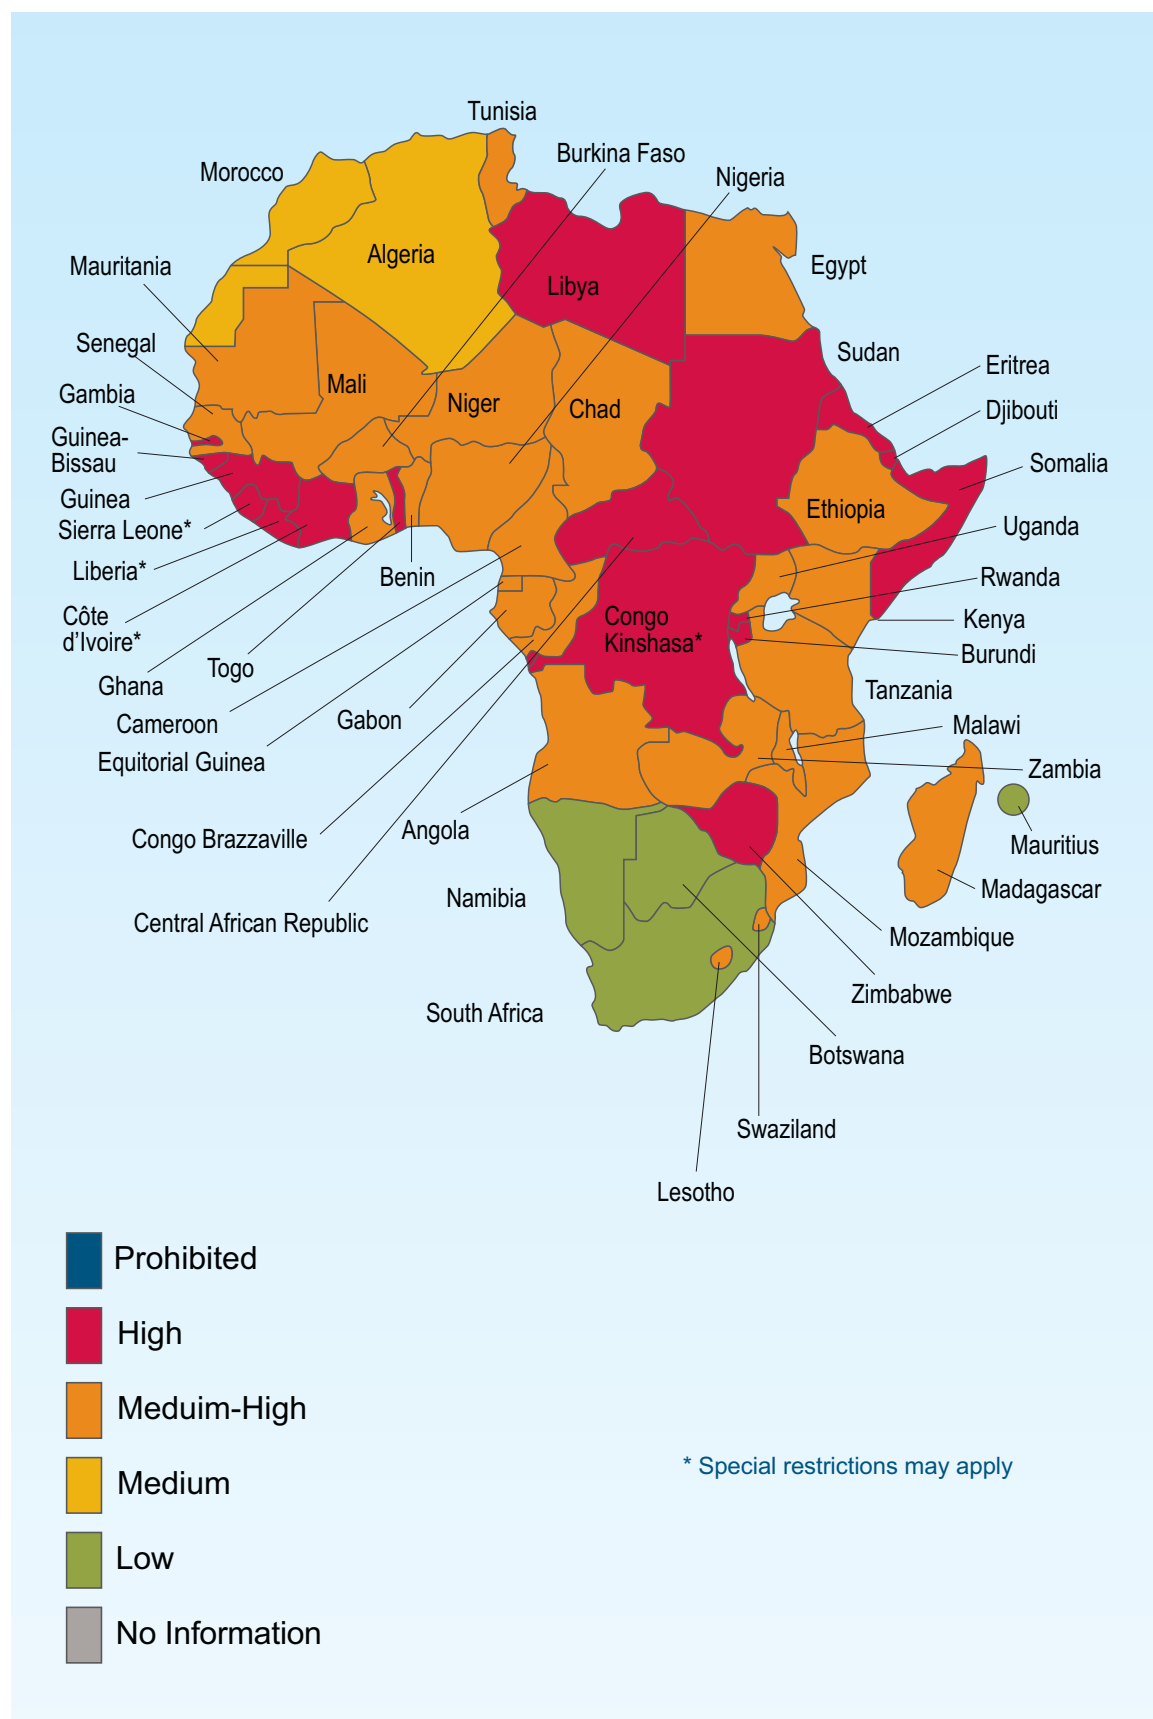 Tunisia
Burkina Faso
Nigeria
Morocco
Algeria
Mauritania
Libya
Egypt
Senegal
Sudan
Eritrea
Gambia
Mali
Niger
Chad
Djibouti
Guinea-
Bissau
Somalia
Guinea
Ethiopia
Sierra Leone*
Uganda
Liberia*
Benin
Rwanda
Côte
d'Ivoire*
Congo
Kinshasa*
Kenya
Togo
Burundi
Ghana
Tanzania
Cameroon
Gabon
Malawi
Equitorial Guinea
Zambia
Congo Brazzaville
Angola
Mauritius
Namibia
Madagascar
Central African Republic
Mozambique
Zimbabwe
South Africa
Botswana
Swaziland
Lesotho
Prohibited
High
Meduim-High
Medium
* Special restrictions may apply
Low
No Information